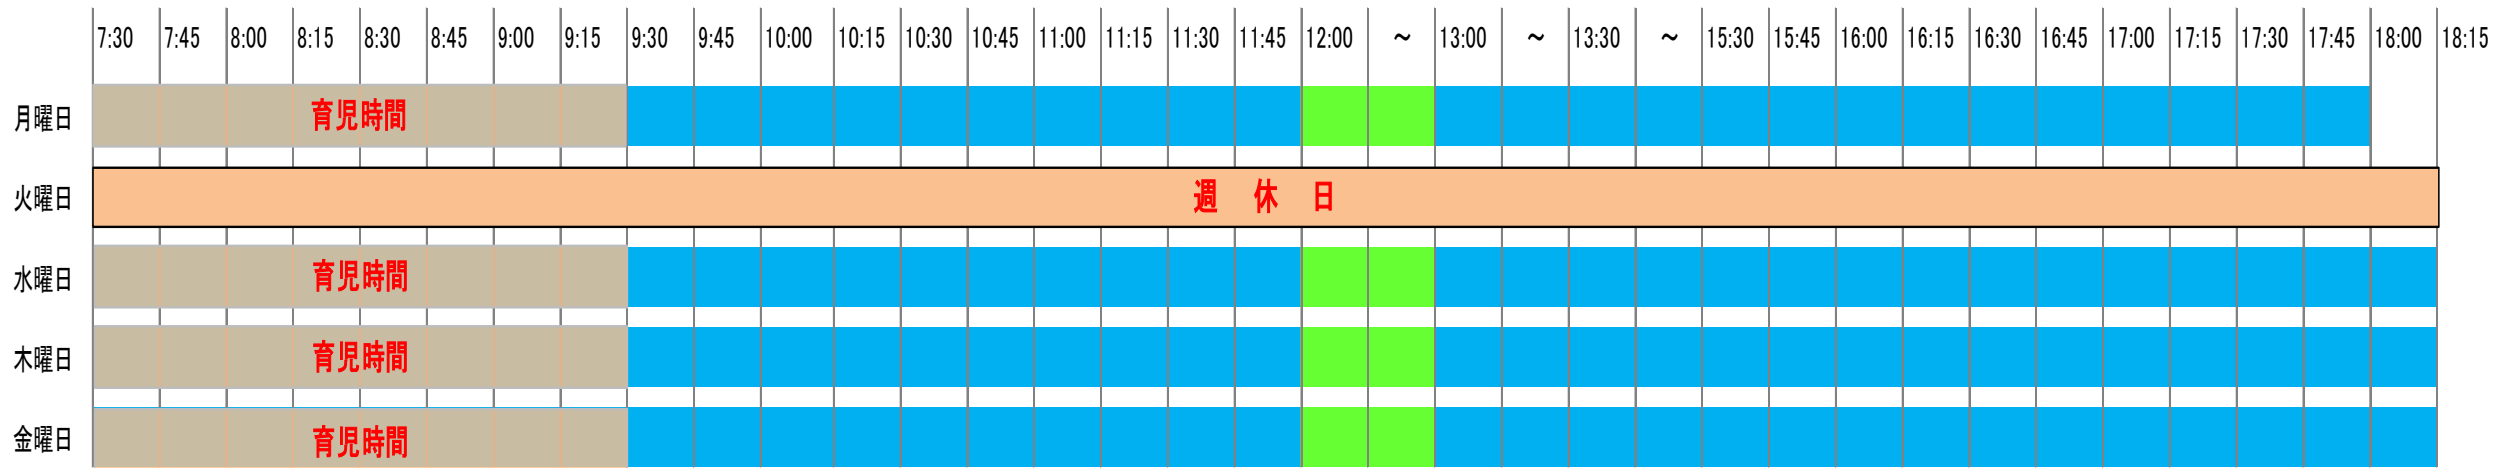 7:30 7:45 8:00 8:15 8:30 8:45 9:00 9:15 9:30 9:45 10:00 10:15 10:30 10:45 11:00 11:15 11:30 11:45 12:00 ～ 13:00 ～ 13:30 ～ 15:30 15:45 16:00 16:15 16:30 16:45 17:00 17:15 17:30 17:45 18:00 18:15
月曜日 育児時間
火曜日 週 休 日
水曜日 育児時間
木曜日 育児時間
金曜日 育児時間